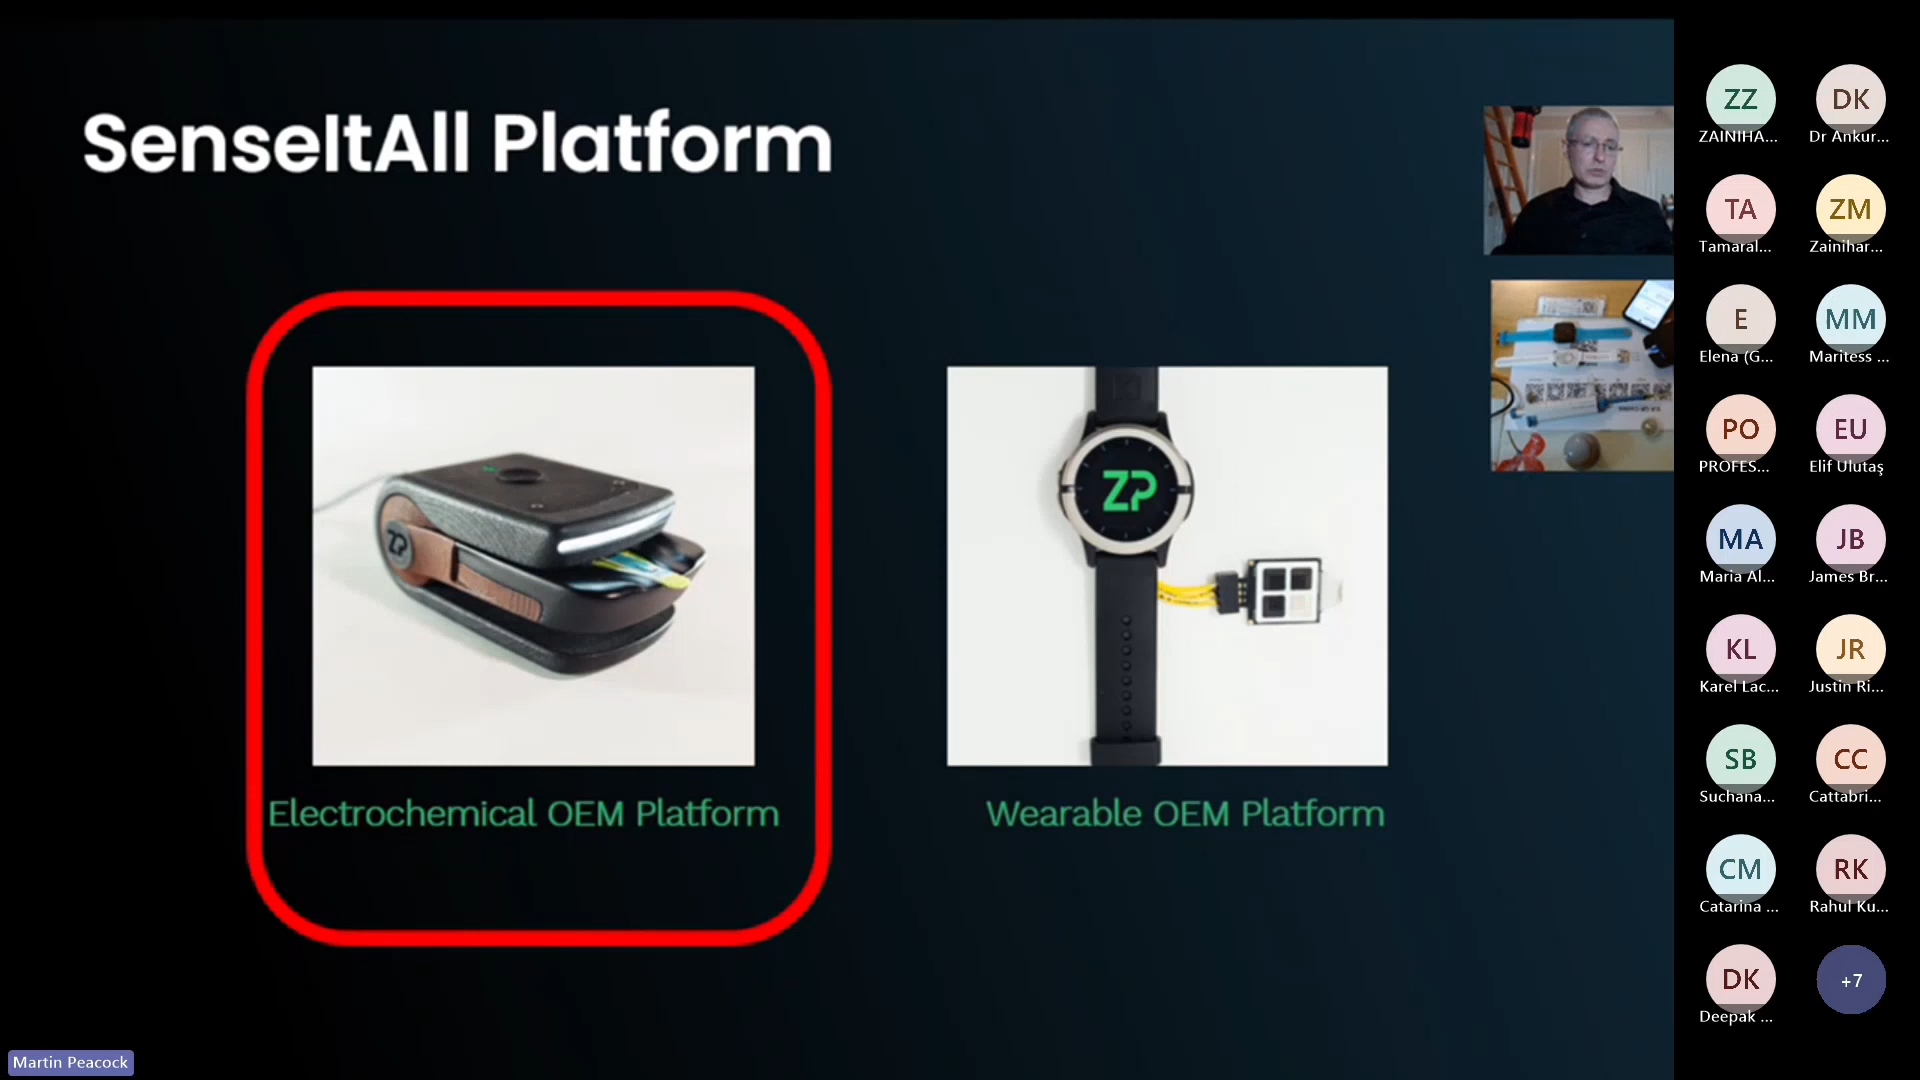 SenseItAll Platform
ZP
ZP
Electrochemical OEM Platform
Wearable OEM Platform
ZZ
ZAINIHA...
DK
Dr Ankur...
TA
Tamaral...
ZM
Zainihar...
E
Elena (G...
MM
Maritess ...
PO
PROFES...
EU
Elif Ulutaş
MA
Maria Al...
JB
James Br...
KL
Karel Lac...
JR
Justin Ri...
SB
Suchana...
CC
Cattabri...
CM
Catarina ...
RK
Rahul Ku...
DK
Deepak ...
+7
Martin Peacock